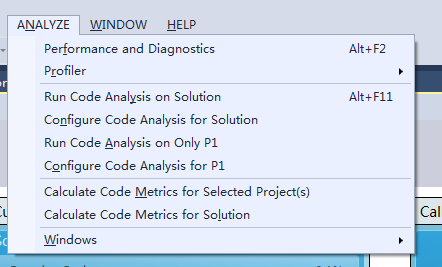 ANALYZE WINDOW HELP
Performance and Diagnostics Alt+F2
Profiler
Run Code Analysis on Solution Alt+F11
Configure Code Analysis for Solution
Run Code Analysis on Only P1
Configure Code Analysis for P1
Calculate Code Metrics for Selected Project(s)
Calculate Code Metrics for Solution
Cal
Windows